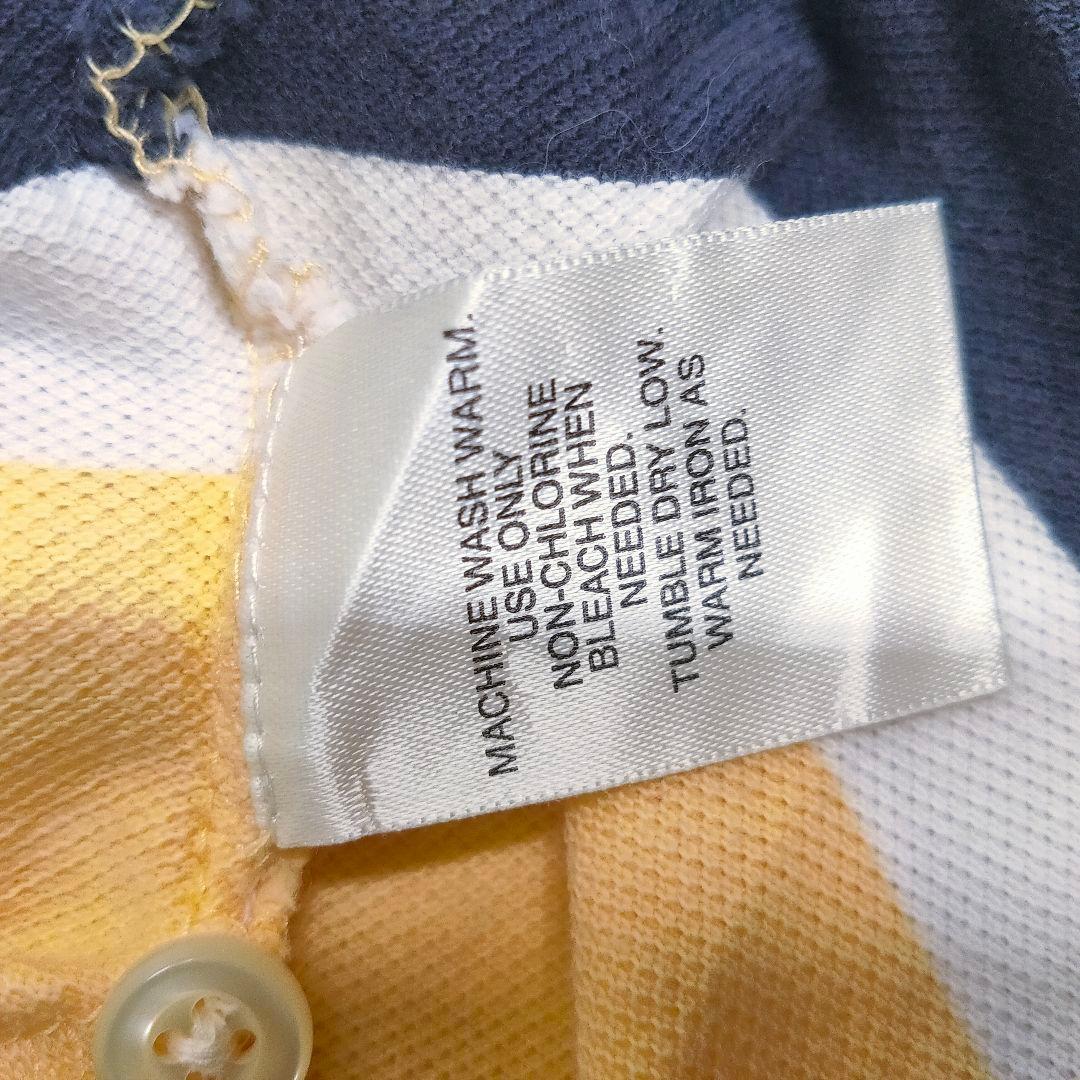 MACHINE WASH WARM.
USE ONLY
NON-CHLORINE
BLEACH WHEN
NEEDED.
TUMBLE DRY LOW.
WARM IRON AS
NEEDED.